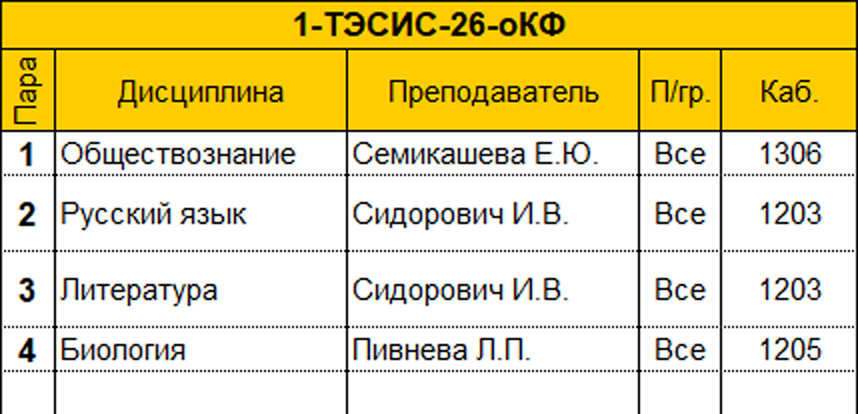 1-ТЭСИС-26-оКФ
Пара Дисциплина Преподаватель П/гр. Каб.
1 Обществознание Семикашева Е.Ю. Все 1306
2 Русский язык Сидорович И.В. Все 1203
3 Литература Сидорович И.В. Все 1203
4 Биология Пивнева Л.П. Все 1205